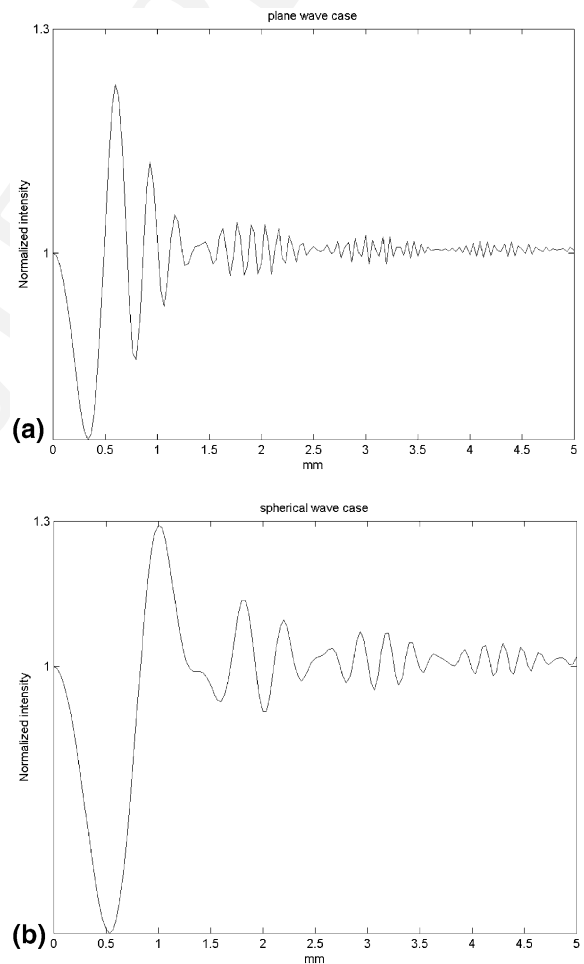 plane wave case
1.3
Normalized intensity
1
(a)
0 0.5 1 1.5 2 2.5 3 3.5 4 4.5 5
mm
spherical wave case
1.3
Normalized intensity
1
(b)
0 0.5 1 1.5 2 2.5 3 3.5 4 4.5 5
mm